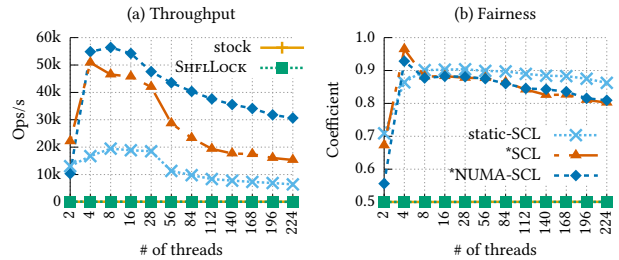 (a) Throughput
60k
50k
40k
30k
20k
10k
0
Ops/s
stock
SHFLLOCK
2
4
8
16
28
56
84
112
140
168
196
224
# of threads
(b) Fairness
1.0
0.9
0.8
0.7
0.6
0.5
Coefficient
static-SCL
*SCL
*NUMA-SCL
2
4
8
16
28
56
84
112
140
168
196
224
# of threads